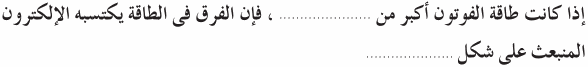 إذا كانت طاقة الفوتون أكبر من ...................... ، فإن الفرق فى الطاقة يكتسبه الإلكترون
المنبعث على شكل .....................